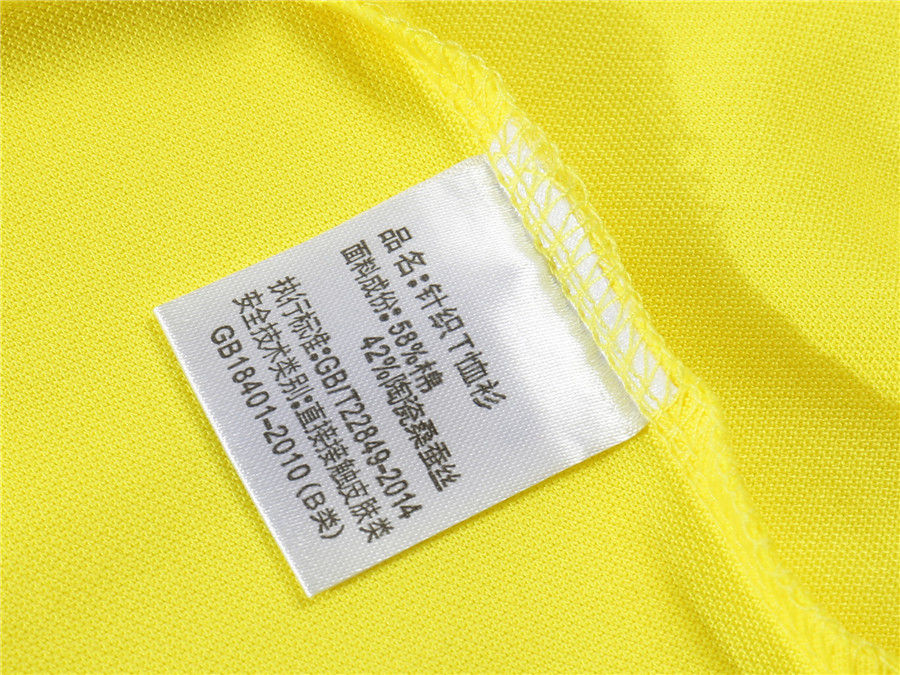 品名:针织T恤衫
面料成份:58%棉
42%陶瓷桑蚕丝
执行标准:GB/T22849-2014
安全技术类别:直接接触皮肤类
GB18401-2010(B类)